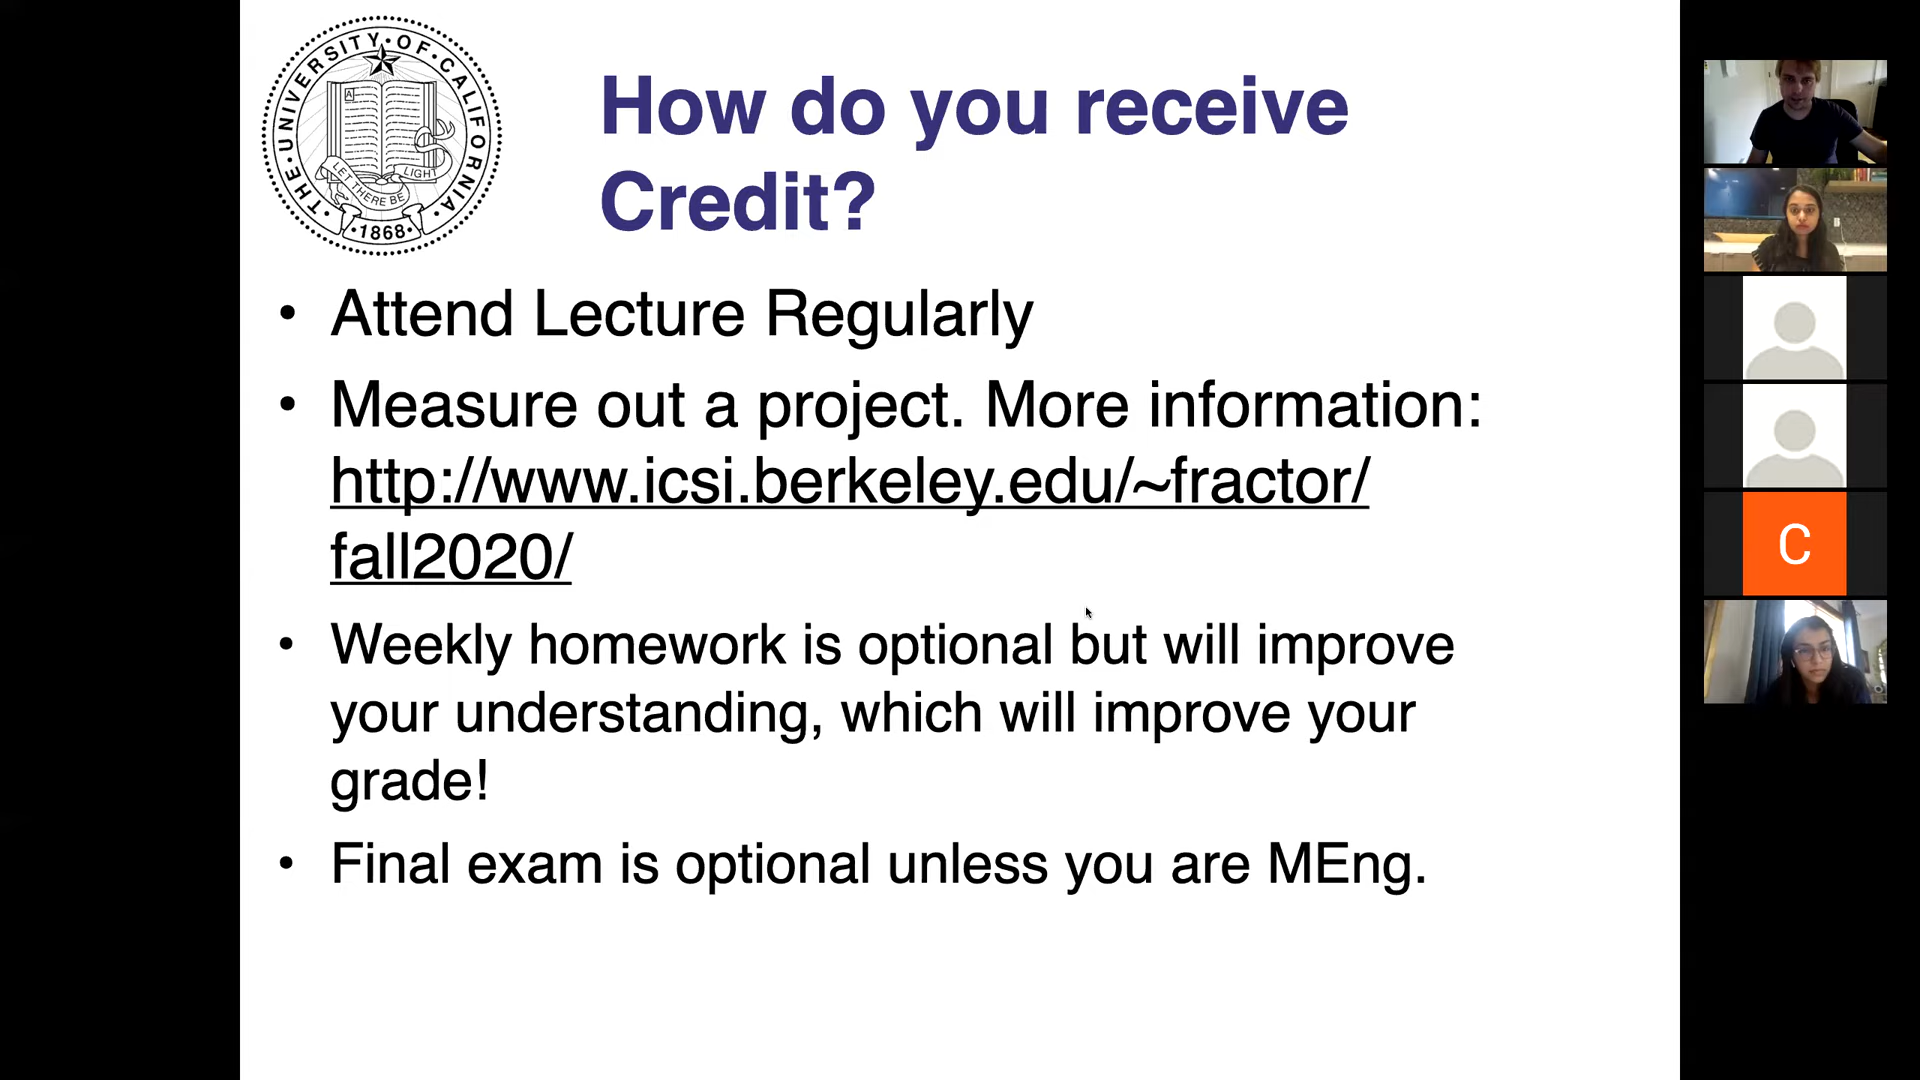 THE·UNIVERSITY·OF·CALIFORNIA
A
LET THERE BE
LIGHT
·1868·
How do you receive
Credit?
• Attend Lecture Regularly
• Measure out a project. More information:
http://www.icsi.berkeley.edu/~fractor/
fall2020/
• Weekly homework is optional but will improve
your understanding, which will improve your
grade!
• Final exam is optional unless you are MEng.
C